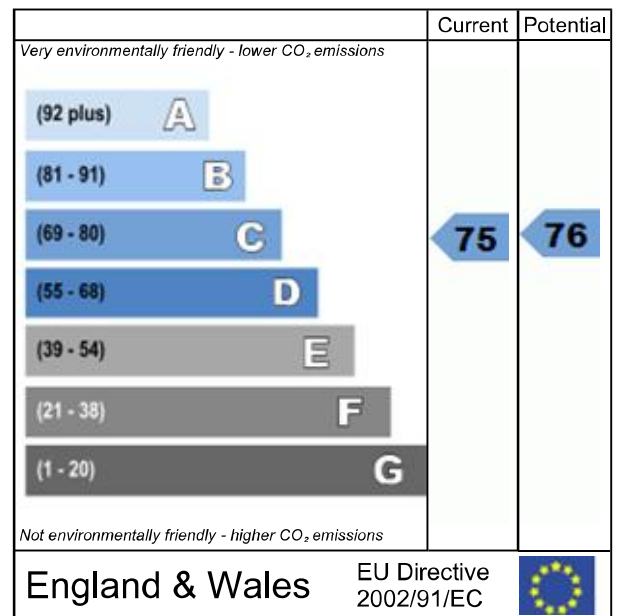 Current Potential
Very environmentally friendly - lower CO₂ emissions
(92 plus) A
(81 - 91) B
(69 - 80) C
75 76
(55 - 68) D
(39 - 54) E
(21 - 38) F
(1 - 20) G
Not environmentally friendly - higher CO₂ emissions
England & Wales
EU Directive
2002/91/EC